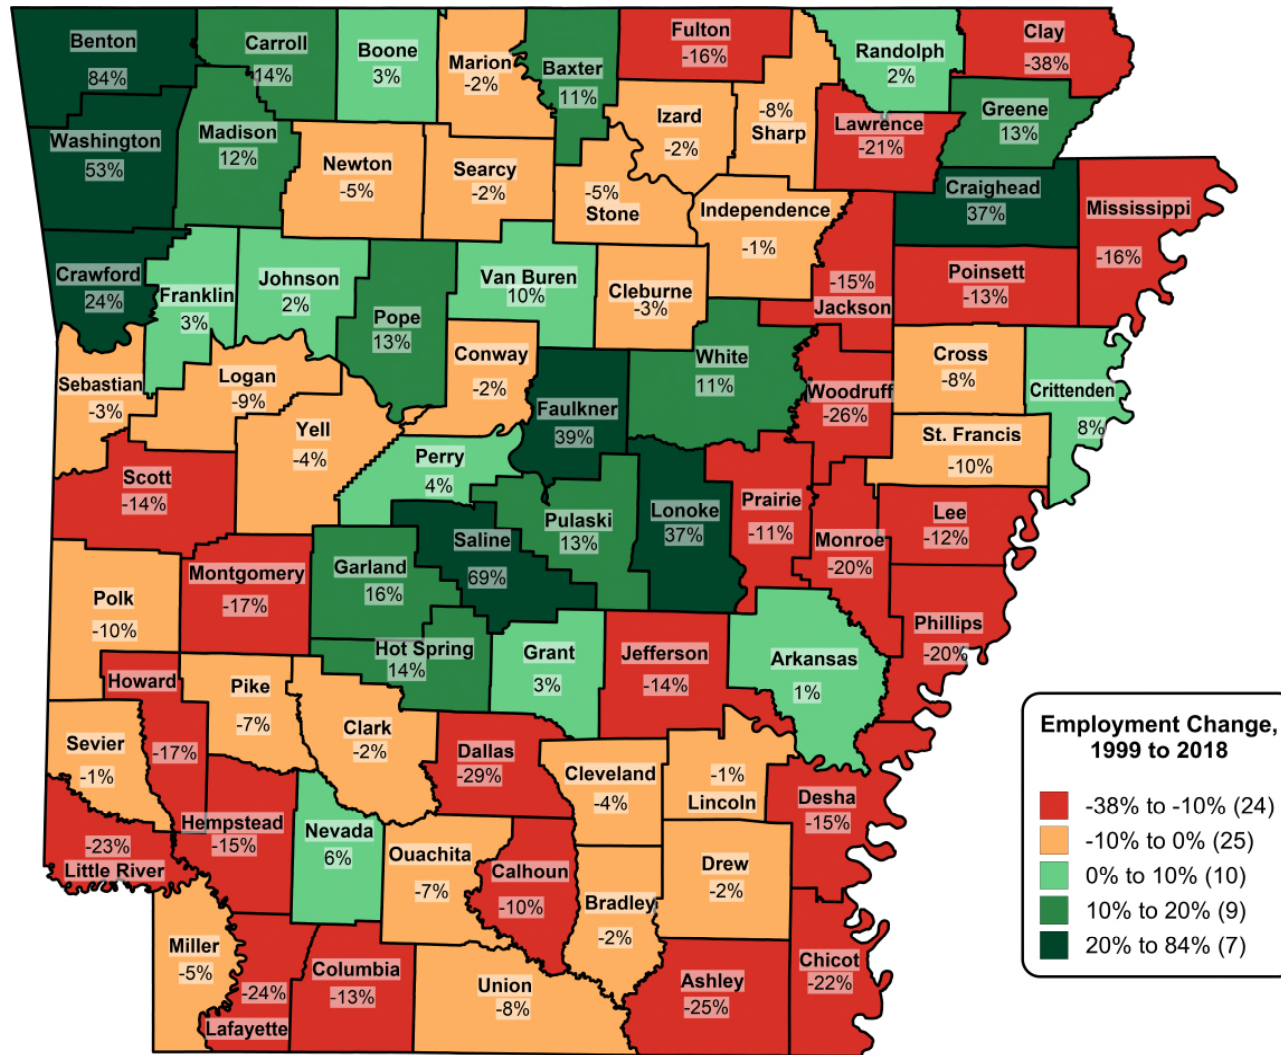 Benton
84%
Carroll
14%
Boone
3%
Marion
-2%
Baxter
11%
Fulton
-16%
Randolph
2%
Clay
-38%
Washington
53%
Madison
12%
Newton
-5%
Searcy
-2%
-5%
Stone
Izard
-2%
-8%
Sharp
Lawrence
-21%
Greene
13%
Craighead
37%
Mississippi
-16%
Independence
-1%
Crawford
24%
Franklin
3%
Johnson
2%
Pope
13%
Van Buren
10%
Cleburne
-3%
-15%
Jackson
Poinsett
-13%
White
11%
Sebastian
-3%
Logan
-9%
Conway
-2%
Faulkner
39%
Woodruff
-26%
Cross
-8%
Crittenden
8%
Yell
-4%
Perry
4%
St. Francis
-10%
Scott
-14%
Saline
69%
Pulaski
13%
Lonoke
37%
Prairie
-11%
Monroe
-20%
Lee
-12%
Polk
-10%
Montgomery
-17%
Garland
16%
Hot Spring
14%
Grant
3%
Jefferson
-14%
Arkansas
1%
Phillips
-20%
Howard
-17%
Pike
-7%
Clark
-2%
Dallas
-29%
Sevier
-1%
Cleveland
-4%
-1%
Lincoln
Desha
-15%
-23%
Little River
Hempstead
-15%
Nevada
6%
Ouachita
-7%
Calhoun
-10%
Bradley
-2%
Drew
-2%
Miller
-5%
-24%
Lafayette
Columbia
-13%
Union
-8%
Ashley
-25%
Chicot
-22%
Employment Change,
1999 to 2018
-38% to -10% (24)
-10% to 0% (25)
0% to 10% (10)
10% to 20% (9)
20% to 84% (7)